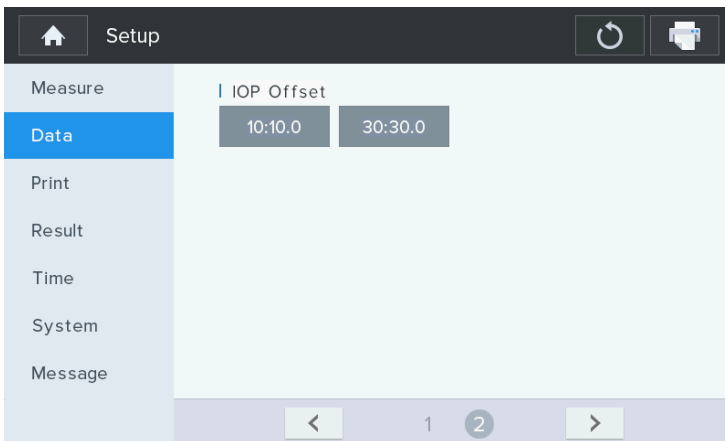 Setup
Measure
Data
Print
Result
Time
System
Message
IOP Offset
10:10.0 30:30.0
1 2